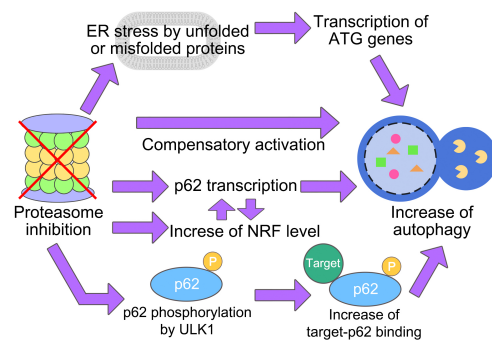 ER stress by unfolded
or misfolded proteins
Transcription of
ATG genes
Compensatory activation
p62 transcription
Proteasome
inhibition
Increse of NRF level
Increase of
autophagy
P
p62
p62 phosphorylation
by ULK1
Target
P
p62
Increase of
target-p62 binding